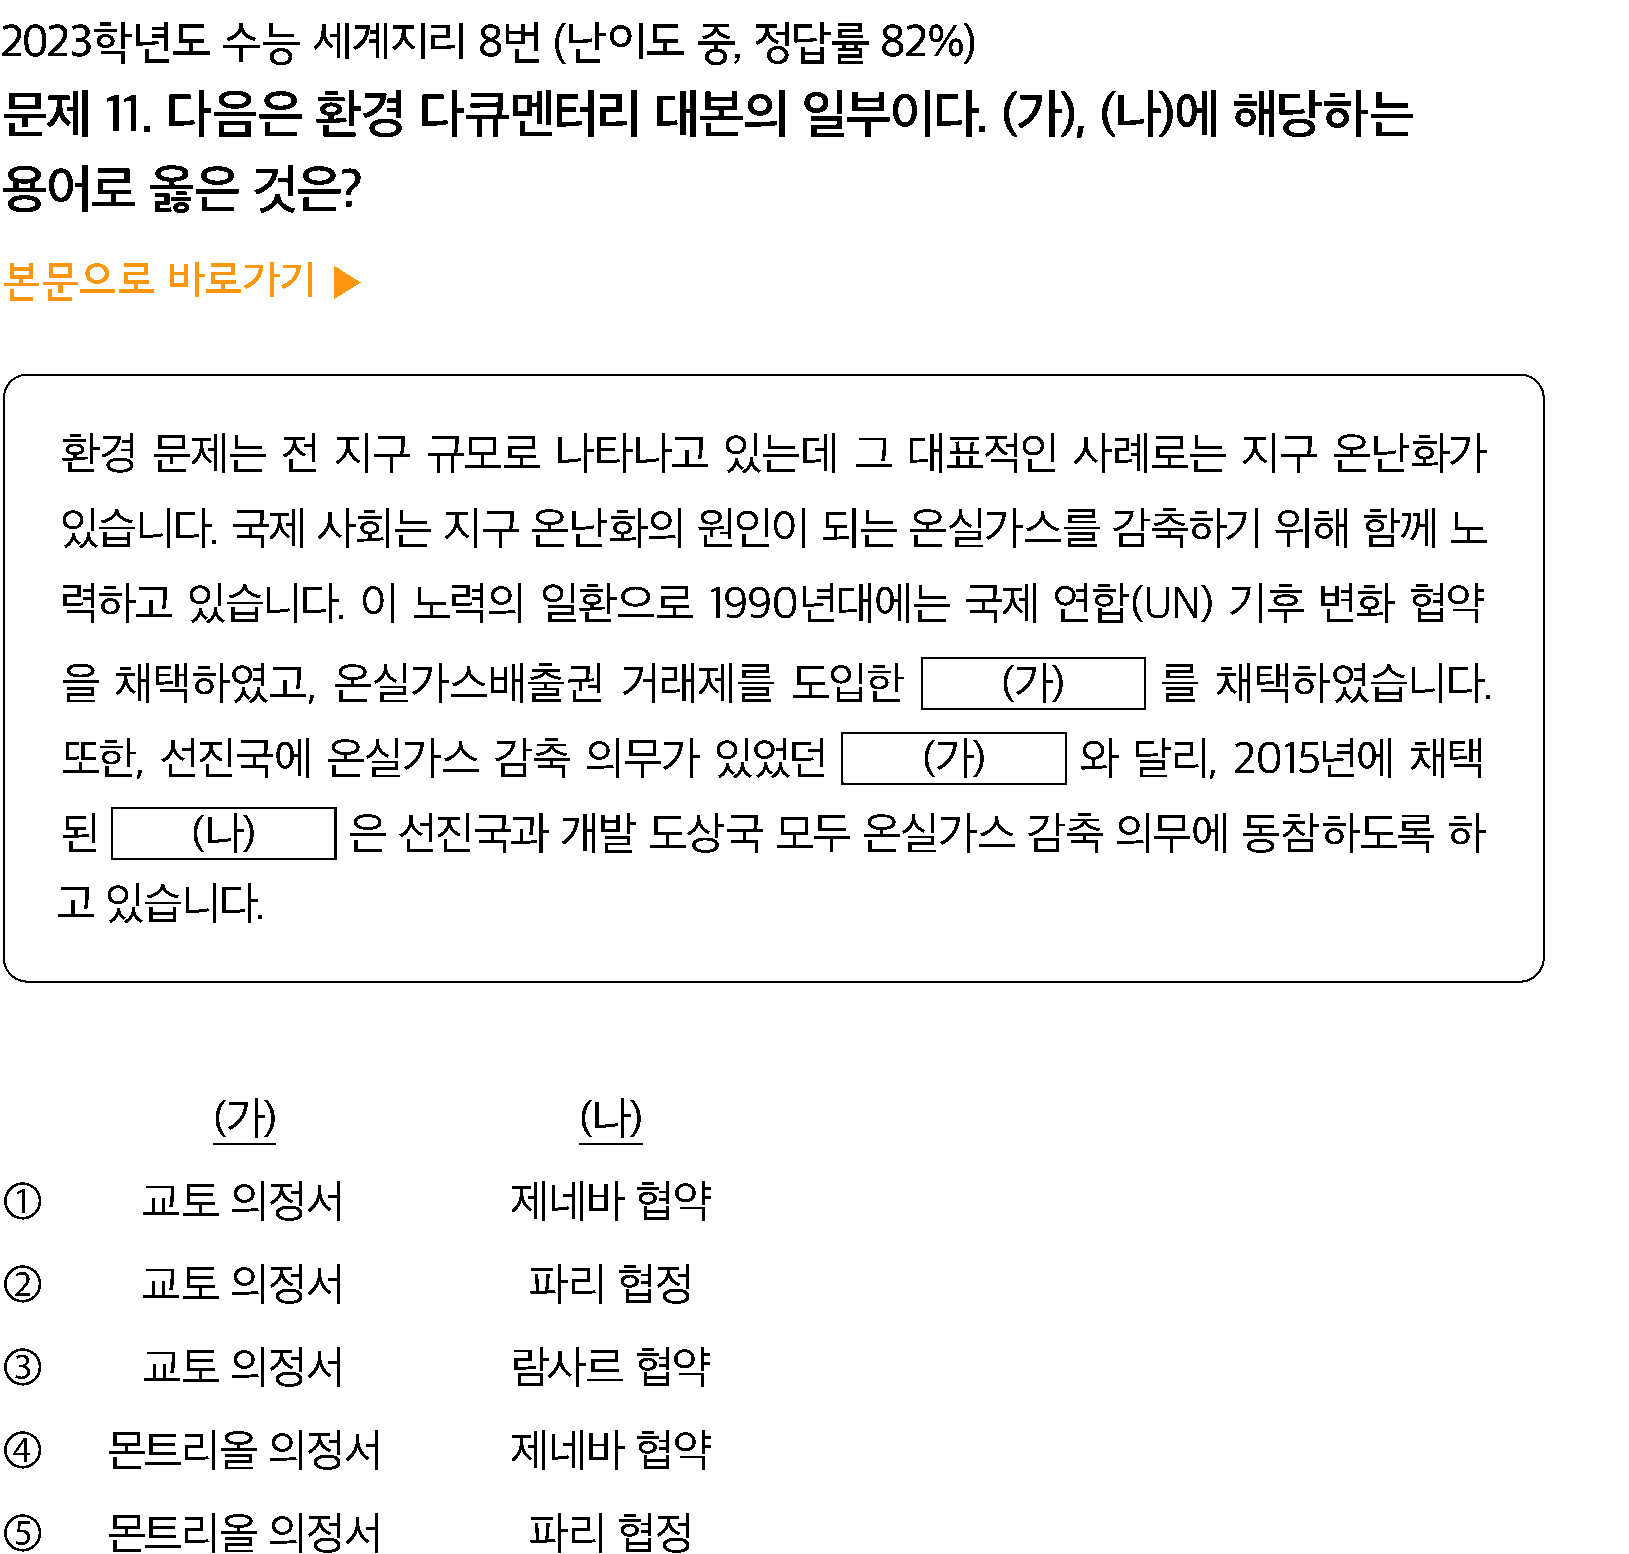 2023학년도 수능 세계지리 8번 (난이도 중, 정답률 82%)
문제 11. 다음은 환경 다큐멘터리 대본의 일부이다. (가), (나)에 해당하는
용어로 옳은 것은?
본문으로 바로가기 ▶
환경 문제는 전 지구 규모로 나타나고 있는데 그 대표적인 사례로는 지구 온난화가
있습니다. 국제 사회는 지구 온난화의 원인이 되는 온실가스를 감축하기 위해 함께 노
력하고 있습니다. 이 노력의 일환으로 1990년대에는 국제 연합(UN) 기후 변화 협약
을 채택하였고, 온실가스배출권 거래제를 도입한 (가) 를 채택하였습니다.
또한, 선진국에 온실가스 감축 의무가 있었던 (가) 와 달리, 2015년에 채택
된 (나) 은 선진국과 개발 도상국 모두 온실가스 감축 의무에 동참하도록 하
고 있습니다.
(가) (나)
① 교토 의정서 제네바 협약
② 교토 의정서 파리 협정
③ 교토 의정서 람사르 협약
④ 몬트리올 의정서 제네바 협약
⑤ 몬트리올 의정서 파리 협정